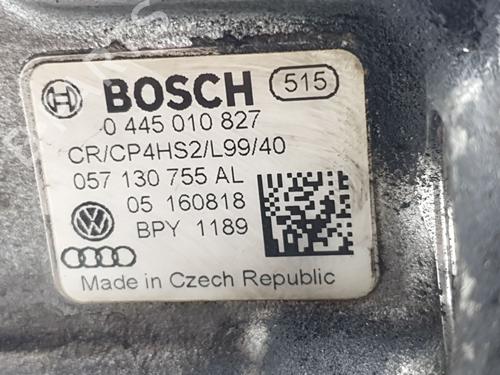 BOSCH 515
0 445 010 827
CR/CP4HS2/L99/40
057 130 755 AL
05 160818
BPY 1189
Made in Czech Republic